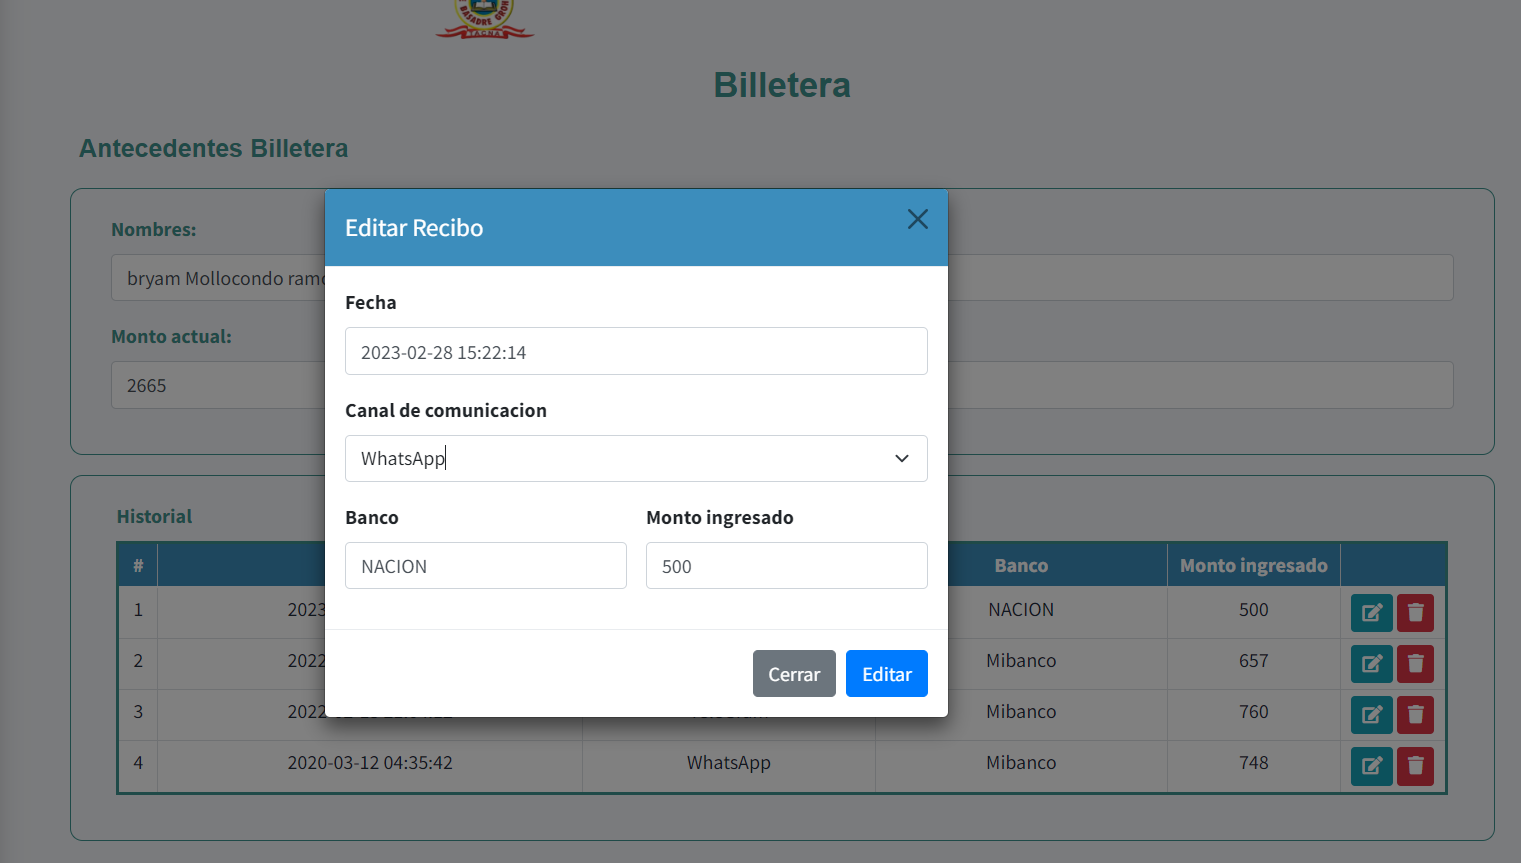 BASADRE GROH
TACNA
Billetera
Antecedentes Billetera
Nombres:
bryam Mollocondo
Monto actual:
2665
Editar Recibo
Fecha
2023-02-28 15:22:14
Canal de comunicacion
WhatsApp
Banco
Monto ingresado
NACION
500
Cerrar
Editar
Historial
# Banco Monto ingresado
1 2023 NACION 500
2 2022 Mibanco 657
3 2022 Mibanco 760
4 2020-03-12 04:35:42 WhatsApp Mibanco 748